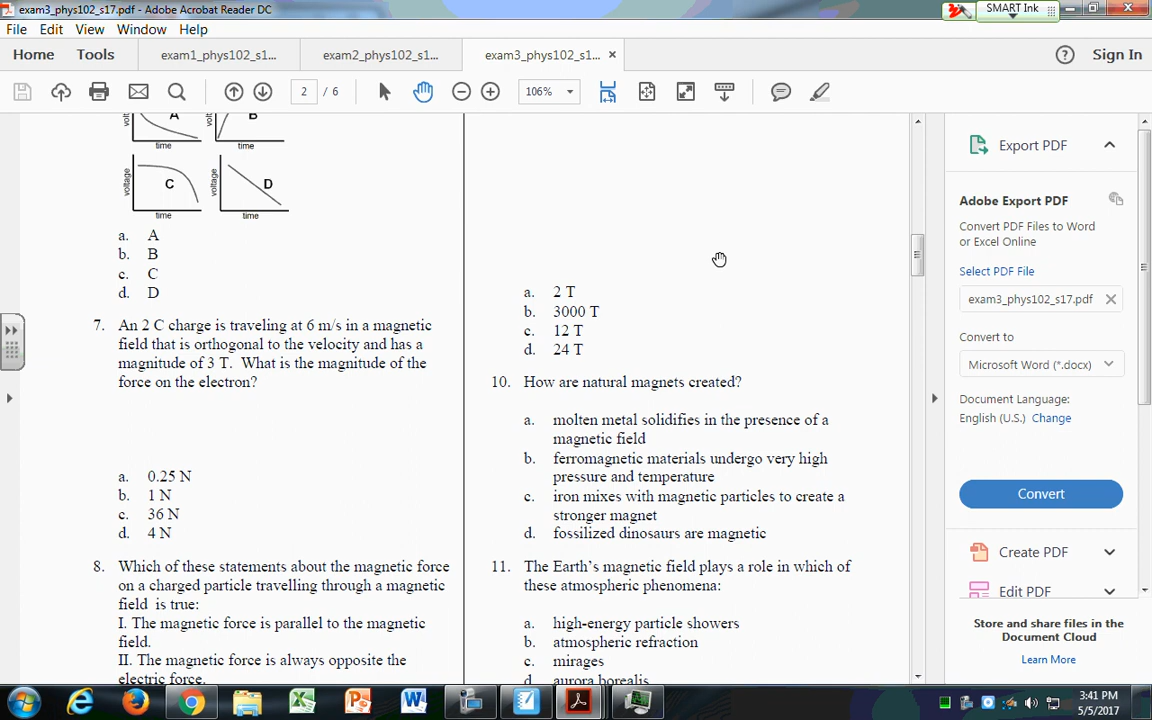 exam3_phys102_s17.pdf - Adobe Acrobat Reader DC
SMART Ink
File Edit View Window Help
Home Tools exam1_phys102_s1... exam2_phys102_s1... exam3_phys102_s1... Sign In
2 / 6 106%
A
B
time
time
voltage
C
voltage
D
time
time
a. A
b. B
c. C
d. D
7. An 2 C charge is traveling at 6 m/s in a magnetic
field that is orthogonal to the velocity and has a
magnitude of 3 T. What is the magnitude of the
force on the electron?
a. 0.25 N
b. 1 N
c. 36 N
d. 4 N
8. Which of these statements about the magnetic force
on a charged particle travelling through a magnetic
field is true:
I. The magnetic force is parallel to the magnetic
field.
II. The magnetic force is always opposite the
electric force.
a. 2 T
b. 3000 T
c. 12 T
d. 24 T
10. How are natural magnets created?
a. molten metal solidifies in the presence of a
magnetic field
b. ferromagnetic materials undergo very high
pressure and temperature
c. iron mixes with magnetic particles to create a
stronger magnet
d. fossilized dinosaurs are magnetic
11. The Earth's magnetic field plays a role in which of
these atmospheric phenomena:
a. high-energy particle showers
b. atmospheric refraction
c. mirages
d. aurora borealis
Export PDF
Adobe Export PDF
Convert PDF Files to Word
or Excel Online
Select PDF File
exam3_phys102_s17.pdf
Convert to
Microsoft Word (*.docx)
Document Language:
English (U.S.) Change
Convert
Create PDF
Edit PDF
Store and share files in the
Document Cloud
Learn More
3:41 PM
5/5/2017